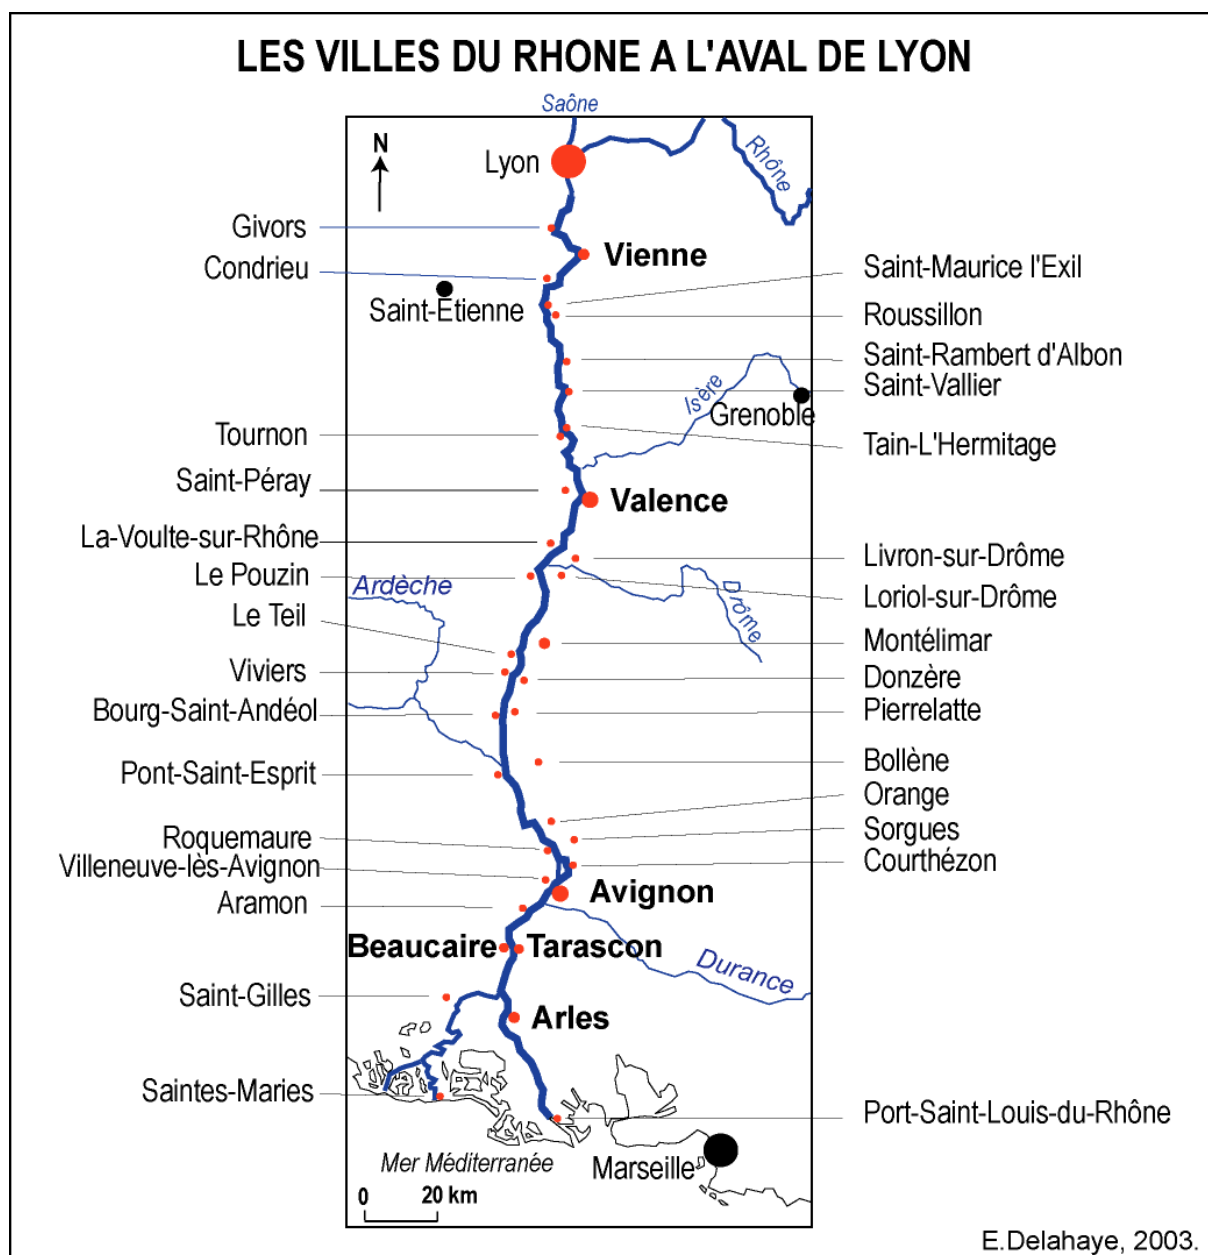 LES VILLES DU RHONE A L'AVAL DE LYON
Saône
N
Rhône
Lyon
Givors
Vienne
Condrieu
Saint-Maurice l'Exil
Saint-Etienne
Roussillon
Saint-Rambert d'Albon
Saint-Vallier
Isère
Grenoble
Tournon
Tain-L'Hermitage
Saint-Péray
Valence
La-Voulte-sur-Rhône
Livron-sur-Drôme
Le Pouzin
Ardèche
Loriol-sur-Drôme
Drôme
Le Teil
Montélimar
Viviers
Donzère
Bourg-Saint-Andéol
Pierrelatte
Pont-Saint-Esprit
Bollène
Orange
Roquemaure
Sorgues
Villeneuve-lès-Avignon
Courthézon
Avignon
Aramon
Beaucaire
Tarascon
Durance
Saint-Gilles
Arles
Saintes-Maries
Port-Saint-Louis-du-Rhône
Mer Méditerranée
Marseille
0 20 km
E.Delahaye, 2003.